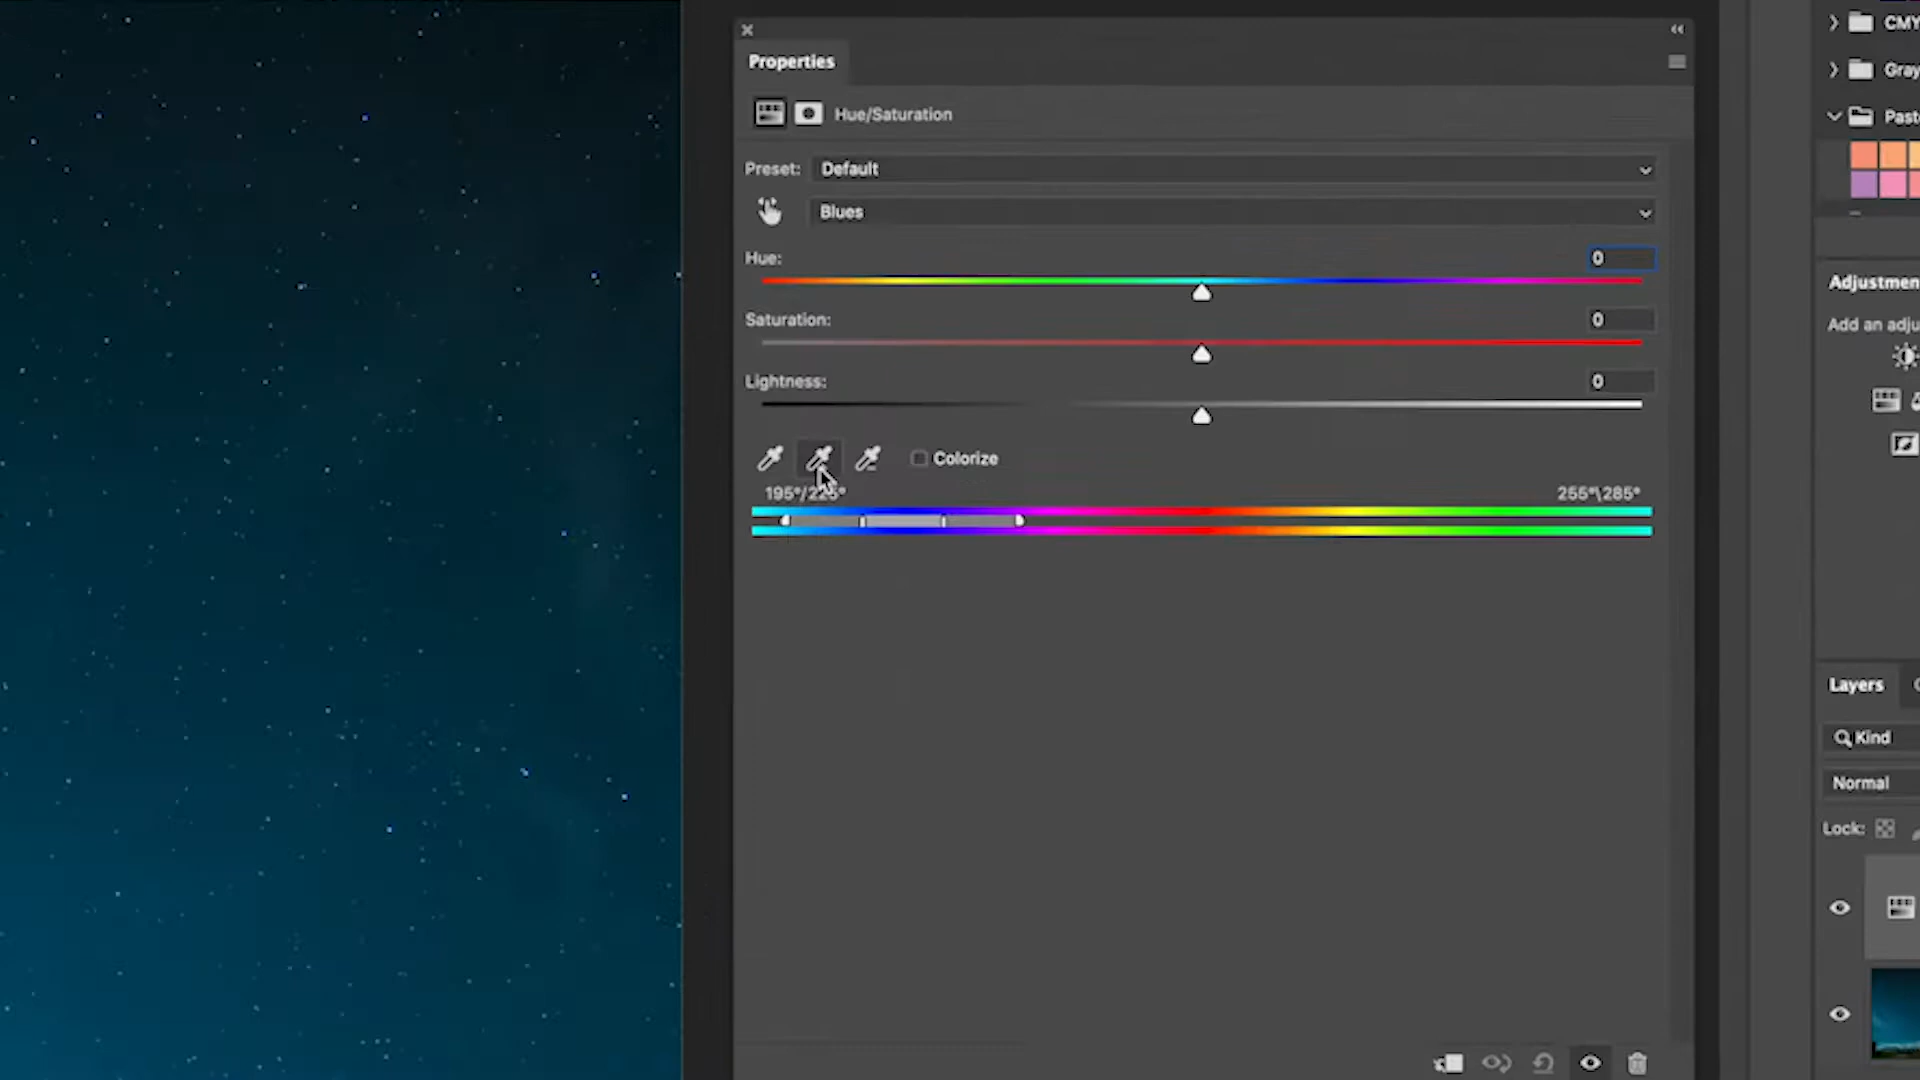 Properties
Hue/Saturation
Preset: Default
Blues
Hue: 0
Saturation: 0
Lightness: 0
Colorize
195°/225° 255°\285°
CMY
Gray
Paste
Adjustmen
Add an adju
Layers
Kind
Normal
Lock: